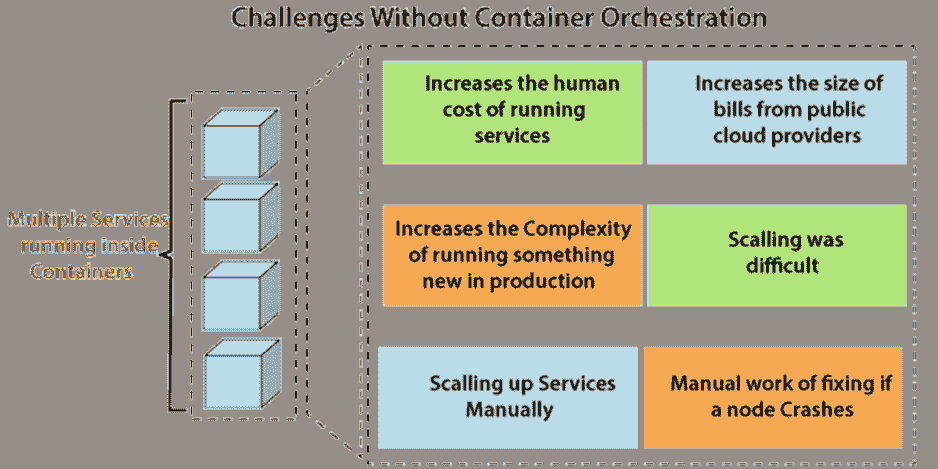 Challenges Without Container Orchestration
Multiple Services
running inside
Containers
Increases the human
cost of running
services
Increases the size of
bills from public
cloud providers
Increases the Complexity
of running something
new in production
Scalling was
difficult
Scalling up Services
Manually
Manual work of fixing if
a node Crashes